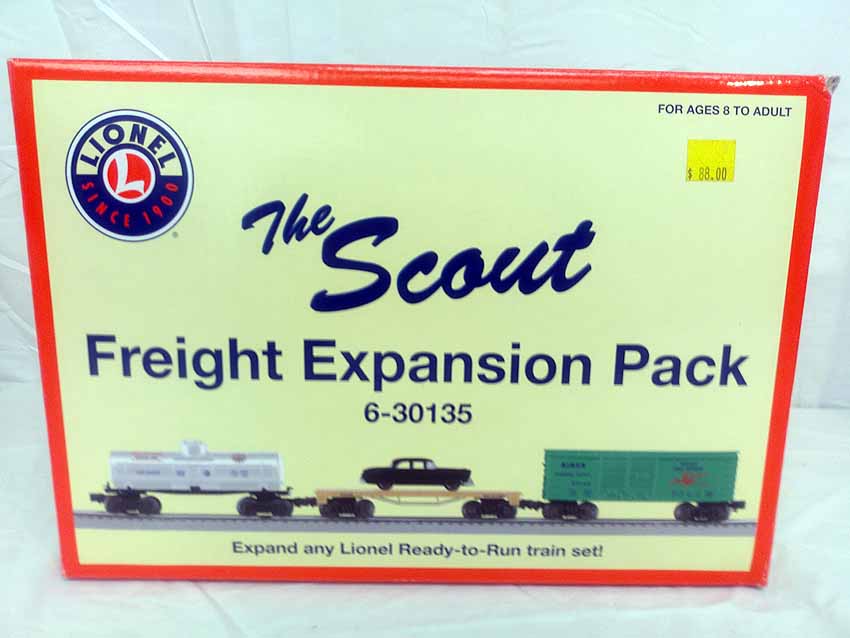 LIONEL
L
SINCE 1900
®
FOR AGES 8 TO ADULT
$ 88.00
The
Scout
Freight Expansion Pack
6-30135
Expand any Lionel Ready-to-Run train set!